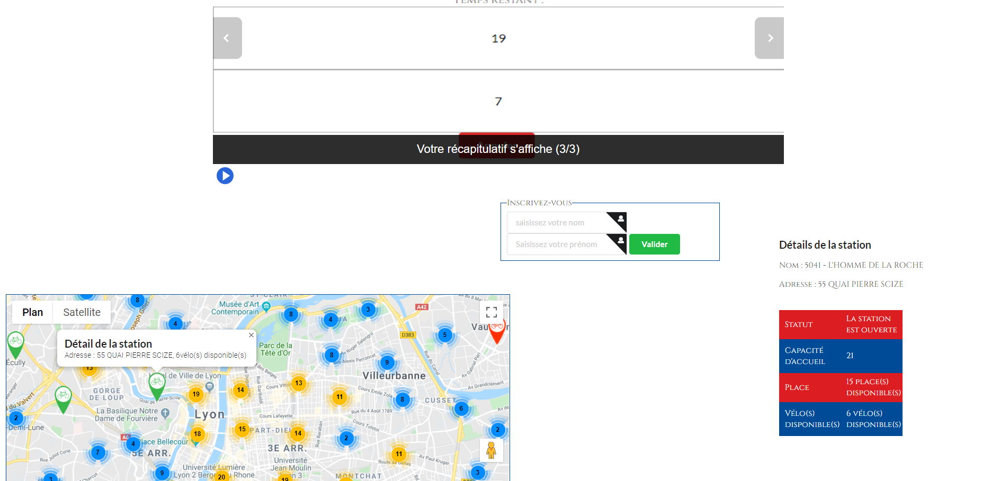 TEMPS RESTANT :
19
7
Votre récapitulatif s'affiche (3/3)
Inscrivez-vous
saisissez votre nom
Saisissez votre prénom
Valider
Détails de la station
Nom : 5041 - L'HOMME DE LA ROCHE
Adresse : 55 QUAI PIERRE SCIZE
Statut
La station
est ouverte
Capacité
d'accueil
21
Place
15 place(s)
disponible(s)
Vélo(s)
disponible(s)
6 vélo(s)
disponible(s)
Plan
Satellite
Détail de la station
Adresse : 55 QUAI PIERRE SCIZE, 6vélo(s) disponible(s)
ST-CLAIR
Musée d'Art
Contemporain
8
4
8
4
3
A42
5
D383
Parc de la
Tête d'Or
Av Roger Salengro
Rue Alexis Perroncel
8
9
Rue du Canal
Av Gabriel Péri
Écully
13
de Ville de Lyon
Villeurbanne
GORGE
DE LOUP
Quai de Pierre-Scize
19
14
13
11
Cours Vitton
Cours Emile Zola
Av Grandclément
8
CUSSET
6
du Valvert
La Basilique Notre
Dame de Fourvière
Lyon
Rue Garibaldi
Cours Lafayette
Rue du 4 Août 1789
2
-Demi-Lune
18
15
PART-DIEU
14
Rue Baraban
Cours Tolstoï
2
2
A6
4
Place Bellecour
5E ARR.
7
Rue Joliot Curie
3E ARR.
11
Av Paul Kruger
Route de Genas
Université
Jean Moulin
9
Université Lumière
Lyon 2 Berge
Rhone
20
19
MONTCHAT
3
3